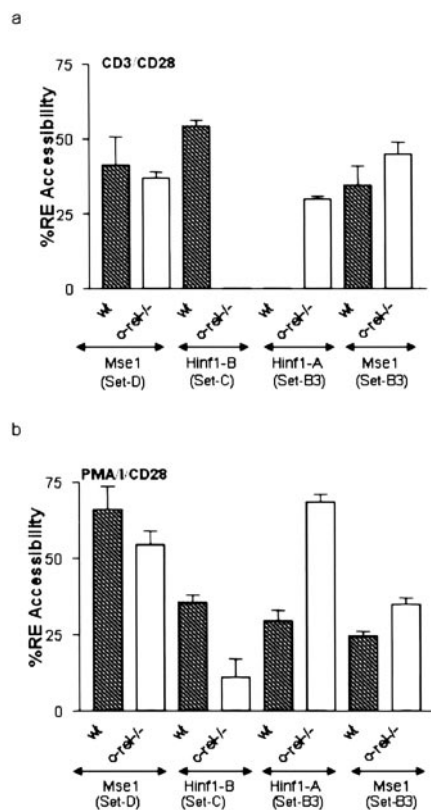 a
CD3/CD28
%RE Accessibility
75
50
25
0
wt c-rel-/- wt c-rel-/- wt c-rel-/- wt c-rel-/-
Mse1 Hinf1-B Hinf1-A Mse1
(Set-D) (Set-C) (Set-B3) (Set-B3)
b
PMA/I/CD28
%RE Accessibility
75
50
25
0
wt c-rel-/- wt c-rel-/- wt c-rel-/- wt c-rel-/-
Mse1 Hinf1-B Hinf1-A Mse1
(Set-D) (Set-C) (Set-B3) (Set-B3)